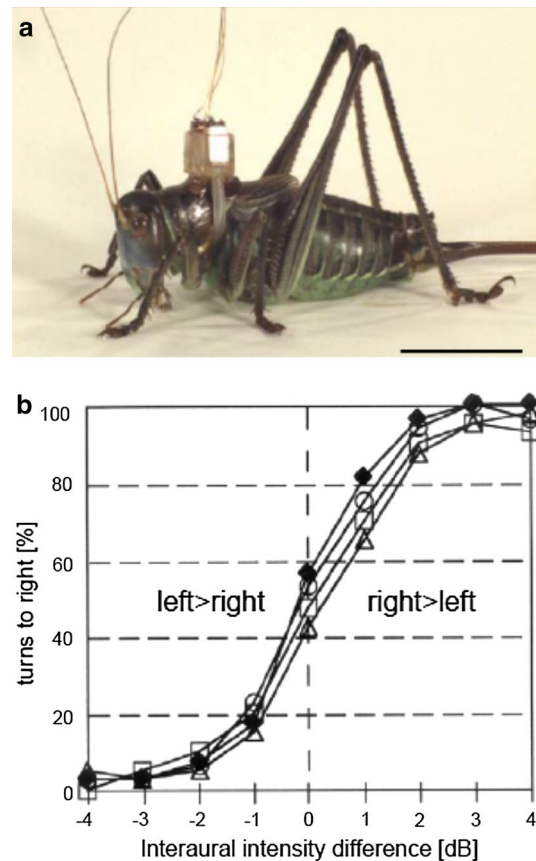 a
b
100
80
60
40
20
0
turns to right [%]
left>right
right>left
-4 -3 -2 -1 0 1 2 3 4
Interaural intensity difference [dB]